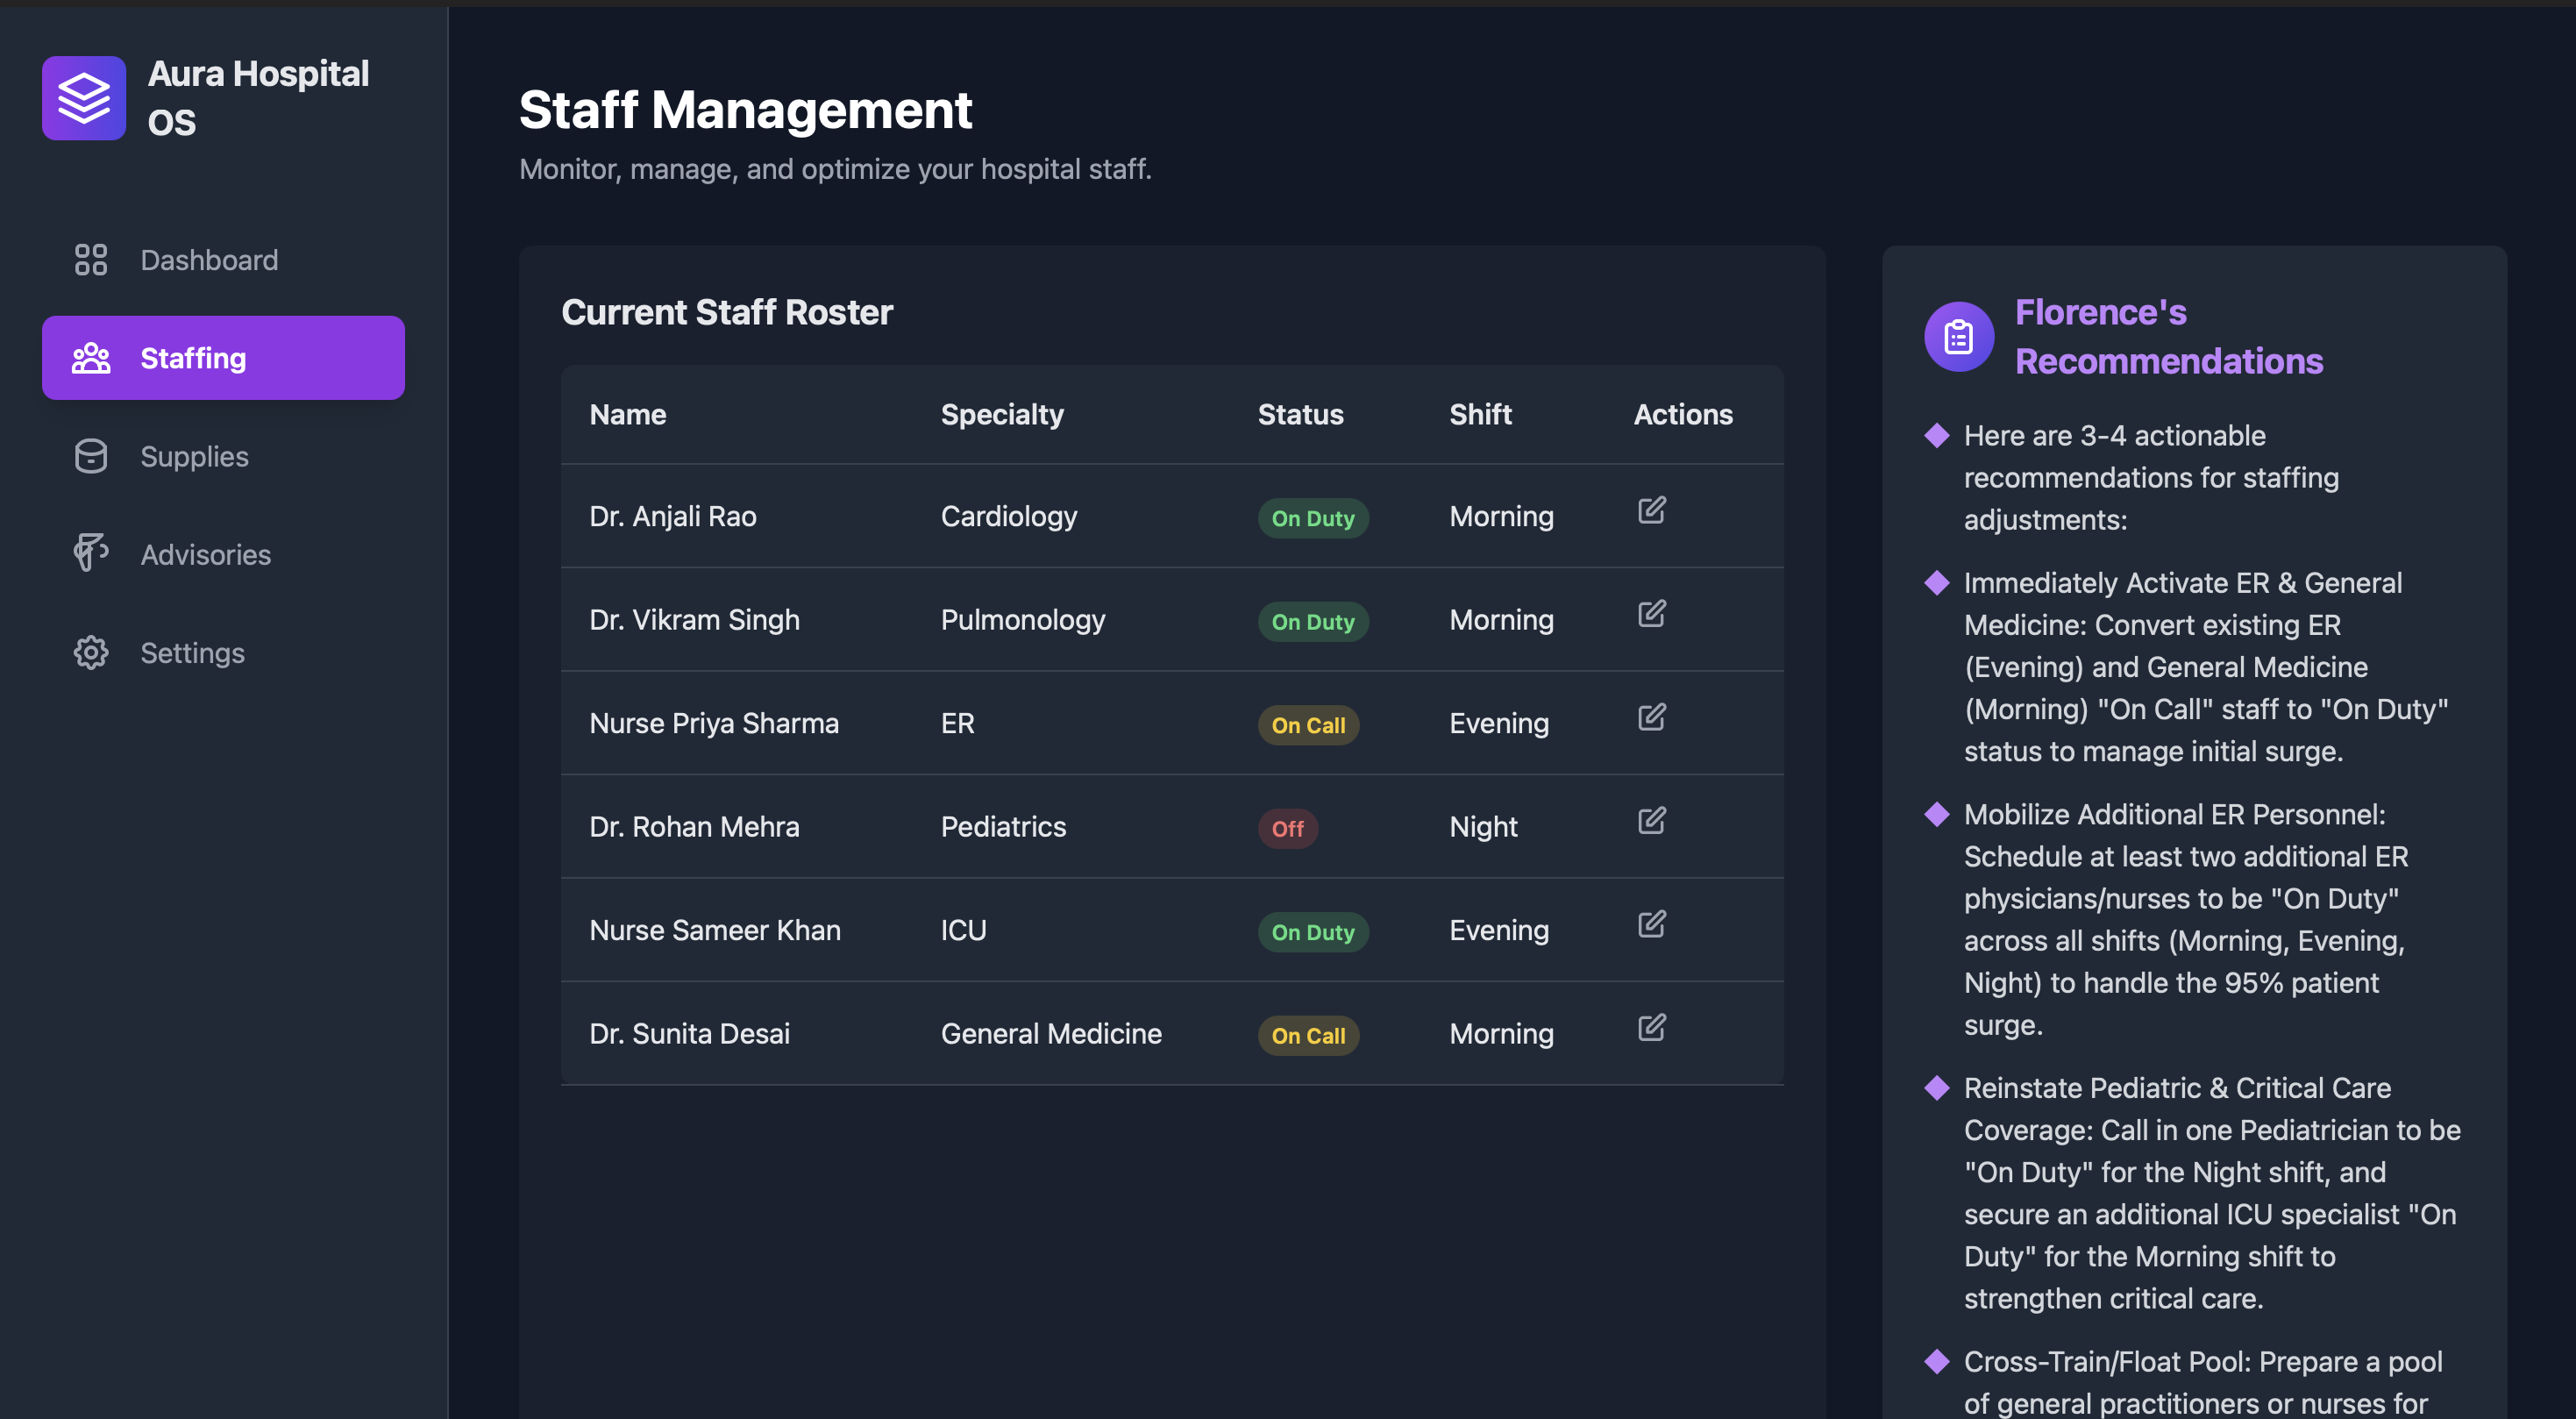 Aura Hospital
OS
Dashboard
Staffing
Supplies
Advisories
Settings
Staff Management
Monitor, manage, and optimize your hospital staff.
Current Staff Roster
Name Specialty Status Shift Actions
Dr. Anjali Rao Cardiology On Duty Morning
Dr. Vikram Singh Pulmonology On Duty Morning
Nurse Priya Sharma ER On Call Evening
Dr. Rohan Mehra Pediatrics Off Night
Nurse Sameer Khan ICU On Duty Evening
Dr. Sunita Desai General Medicine On Call Morning
Florence's
Recommendations
Here are 3-4 actionable
recommendations for staffing
adjustments:
Immediately Activate ER & General
Medicine: Convert existing ER
(Evening) and General Medicine
(Morning) "On Call" staff to "On Duty"
status to manage initial surge.
Mobilize Additional ER Personnel:
Schedule at least two additional ER
physicians/nurses to be "On Duty"
across all shifts (Morning, Evening,
Night) to handle the 95% patient
surge.
Reinstate Pediatric & Critical Care
Coverage: Call in one Pediatrician to be
"On Duty" for the Night shift, and
secure an additional ICU specialist "On
Duty" for the Morning shift to
strengthen critical care.
Cross-Train/Float Pool: Prepare a pool
of general practitioners or nurses for